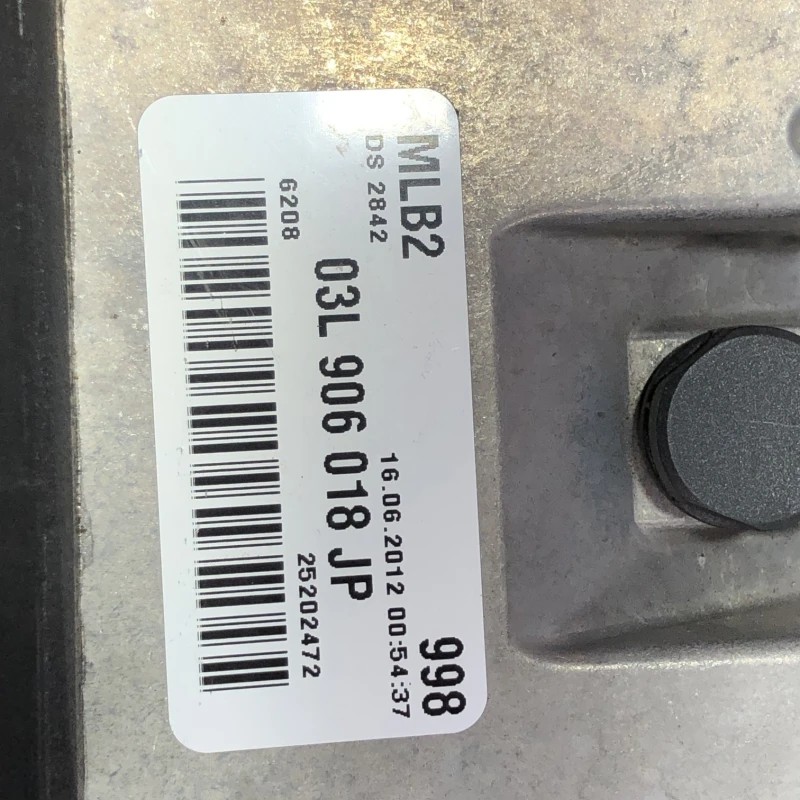 MLB2 998
DS 2842 16.06.2012 00:54:37
03L 906 018 JP
6208 25202472